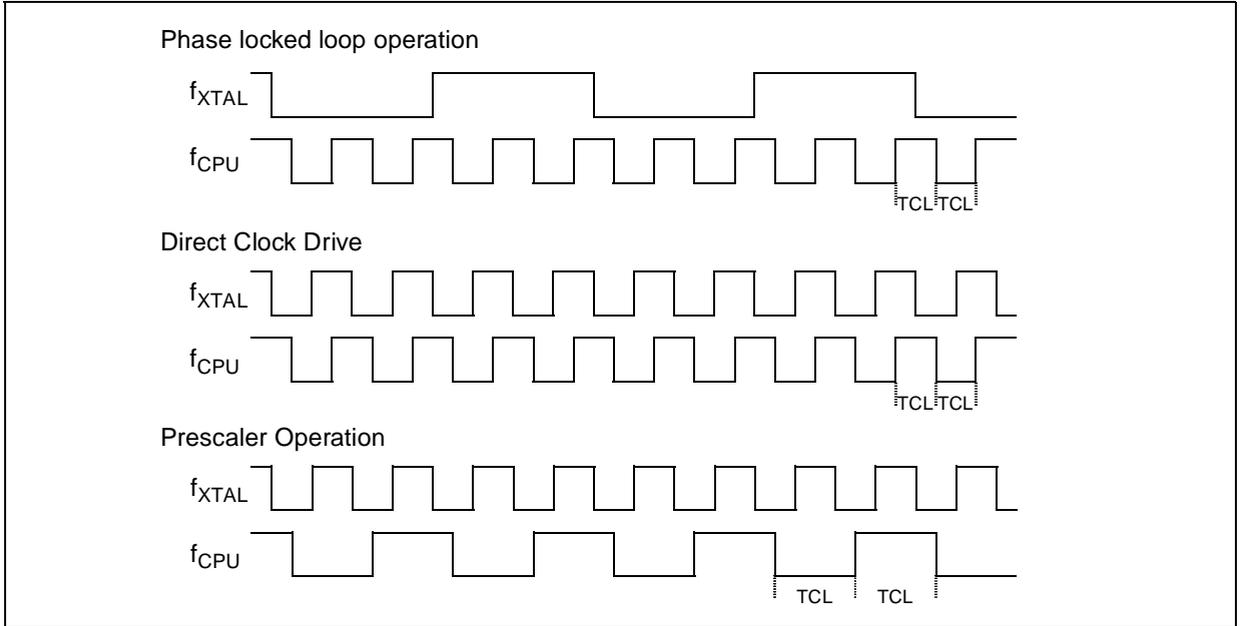 Phase locked loop operation
fXTAL
fCPU
TCL TCL
Direct Clock Drive
fXTAL
fCPU
TCL TCL
Prescaler Operation
fXTAL
fCPU
TCL TCL